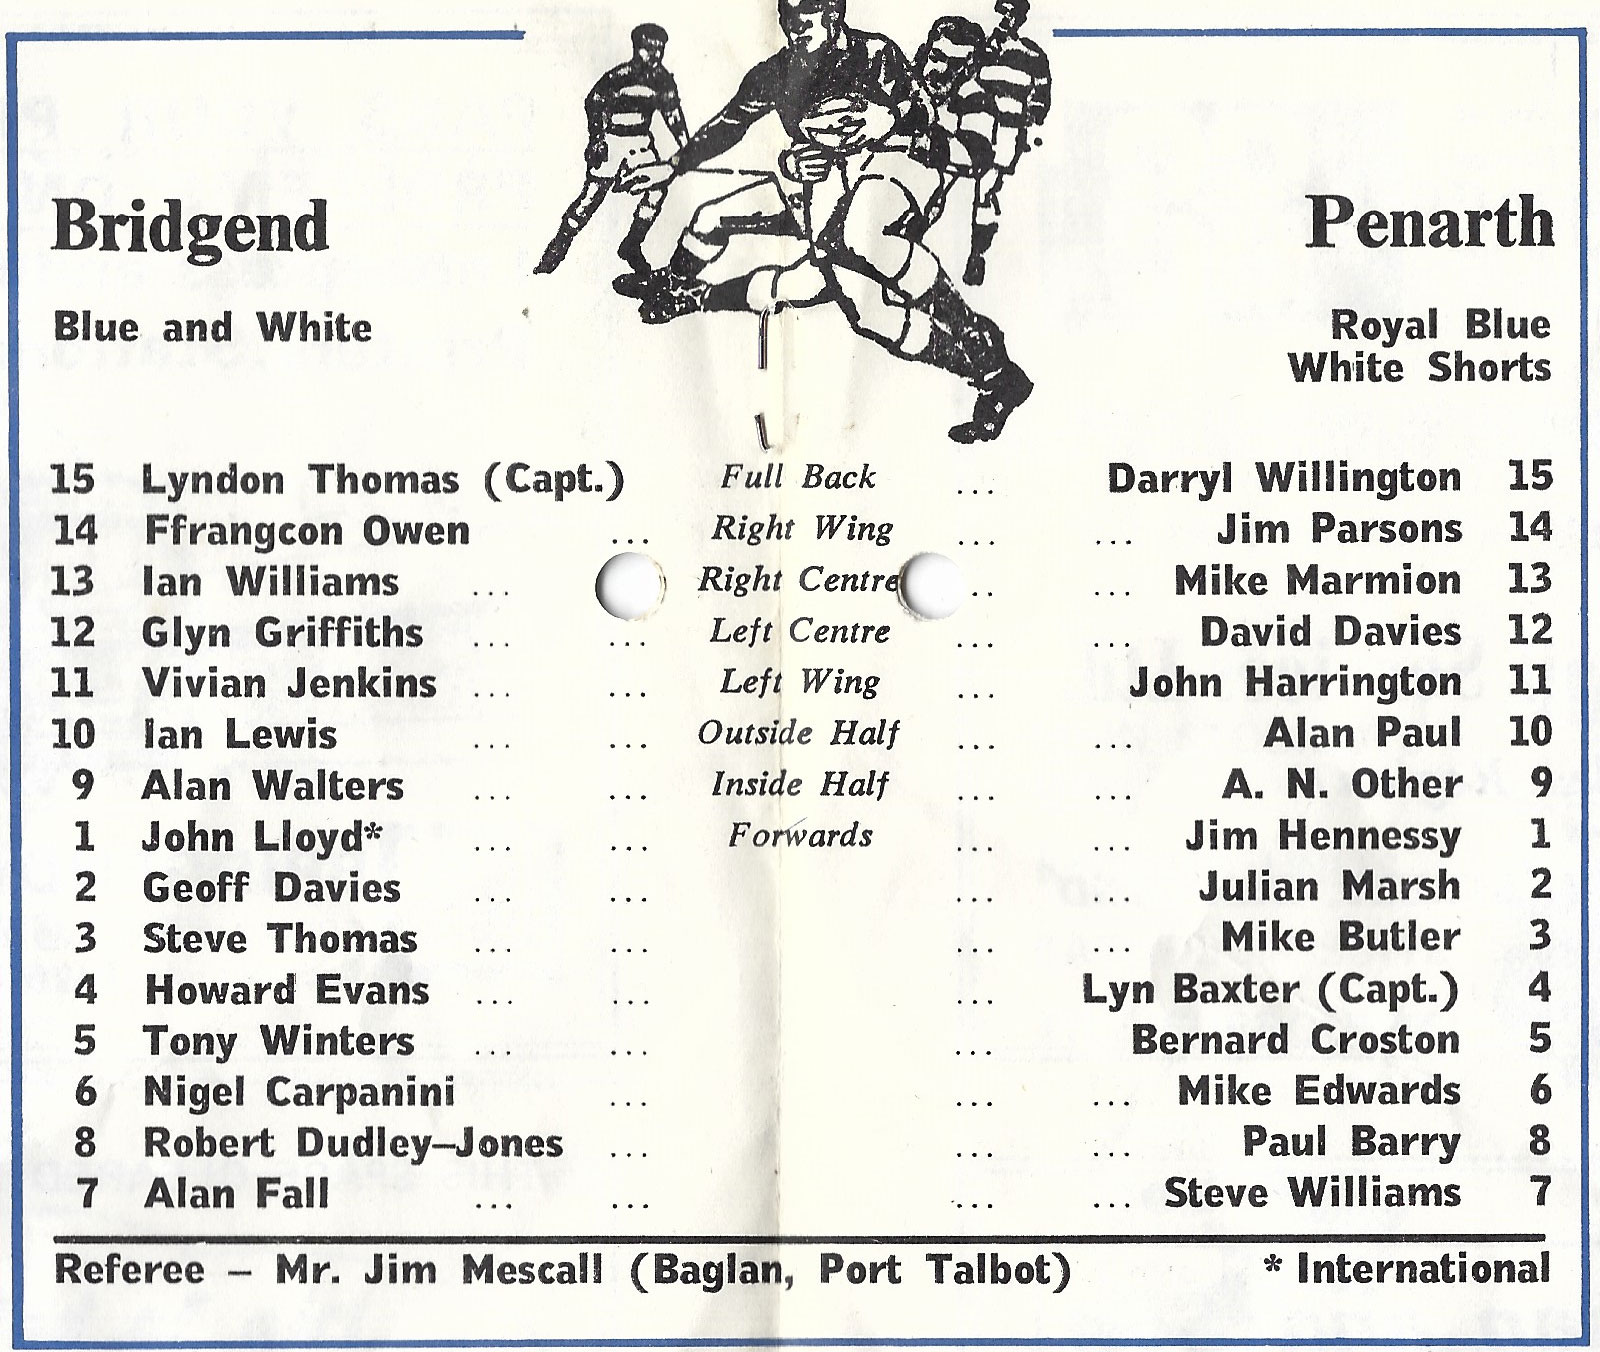 Bridgend Penarth
Blue and White Royal Blue
White Shorts
15 Lyndon Thomas (Capt.) Full Back ... Darryl Willington 15
14 Ffrangcon Owen ... Right Wing ... ... Jim Parsons 14
13 Ian Williams ... Right Centre .. ... Mike Marmion 13
12 Glyn Griffiths ... ... Left Centre ... ... David Davies 12
11 Vivian Jenkins ... ... Left Wing ... John Harrington 11
10 Ian Lewis ... ... Outside Half ... ... Alan Paul 10
9 Alan Walters ... ... Inside Half ... ... A. N. Other 9
1 John Lloyd* ... ... Forwards ... ... Jim Hennessy 1
2 Geoff Davies ... ... ... ... Julian Marsh 2
3 Steve Thomas ... ... ... ... Mike Butler 3
4 Howard Evans ... ... ... Lyn Baxter (Capt.) 4
5 Tony Winters ... ... ... Bernard Croston 5
6 Nigel Carpanini ... ... ... Mike Edwards 6
8 Robert Dudley–Jones ... ... ... Paul Barry 8
7 Alan Fall ... ... ... ... Steve Williams 7
Referee – Mr. Jim Mescall (Baglan, Port Talbot) * International